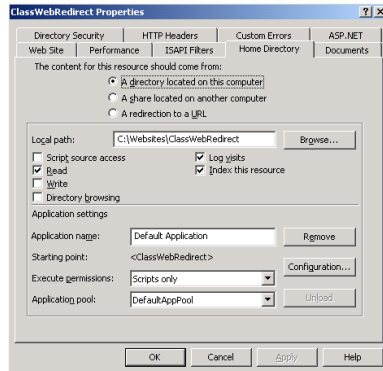 ClassWebRedirect Properties
Directory Security HTTP Headers Custom Errors ASP.NET
Web Site Performance ISAPI Filters Home Directory Documents
The content for this resource should come from:
A directory located on this computer
A share located on another computer
A redirection to a URL
Local path: C:\Websites\ClassWebRedirect Browse...
Script source access Log visits
Read Index this resource
Write
Directory browsing
Application settings
Application name: Default Application Remove
Starting point: <ClassWebRedirect>
Configuration...
Execute permissions: Scripts only
Application pool: DefaultAppPool Unload
OK Cancel Apply Help